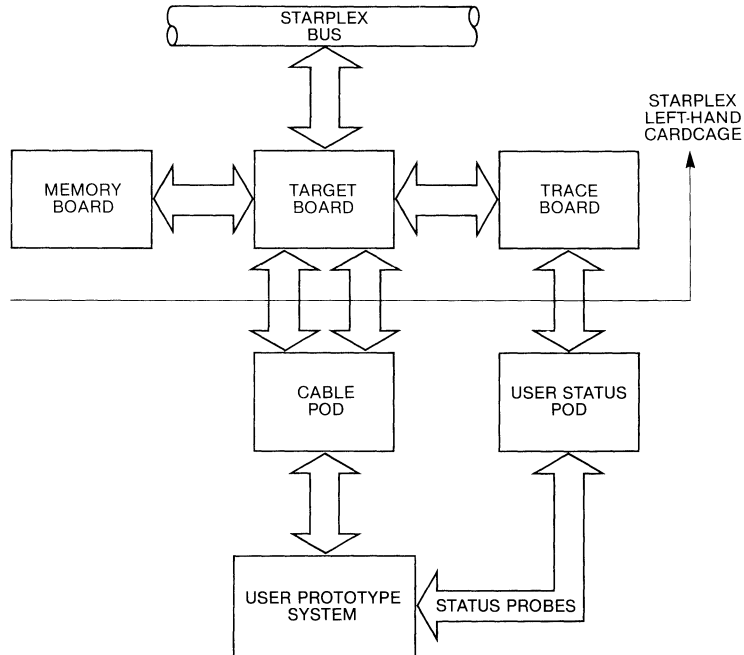 STARPLEX
BUS
STARPLEX
LEFT-HAND
CARDCAGE
MEMORY
BOARD
TARGET
BOARD
TRACE
BOARD
CABLE
POD
USER STATUS
POD
USER PROTOTYPE
SYSTEM
STATUS PROBES